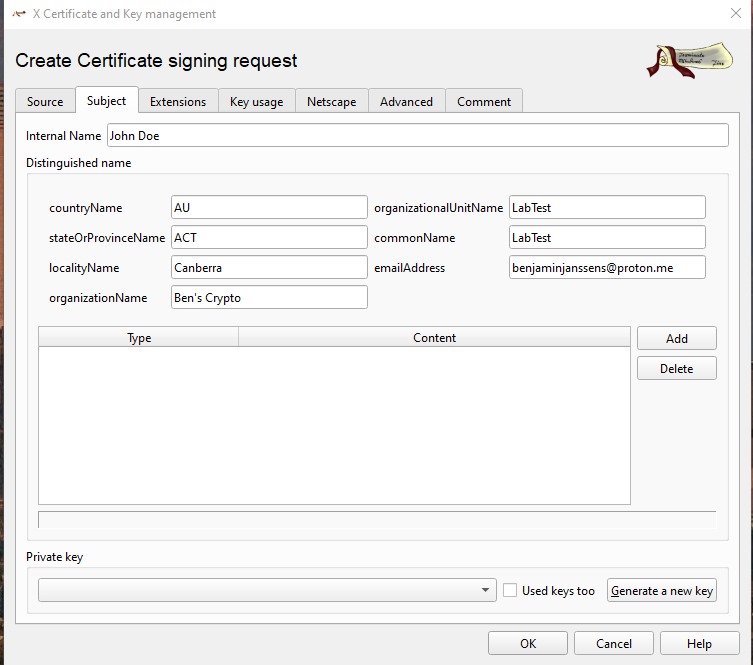 X Certificate and Key management
Create Certificate signing request
Source Subject Extensions Key usage Netscape Advanced Comment
Internal Name John Doe
Distinguished name
countryName AU organizationalUnitName LabTest
stateOrProvinceName ACT commonName LabTest
localityName Canberra emailAddress benjaminjanssens@proton.me
organizationName Ben's Crypto
Type Content Add
Delete
Private key
Used keys too Generate a new key
OK Cancel Help